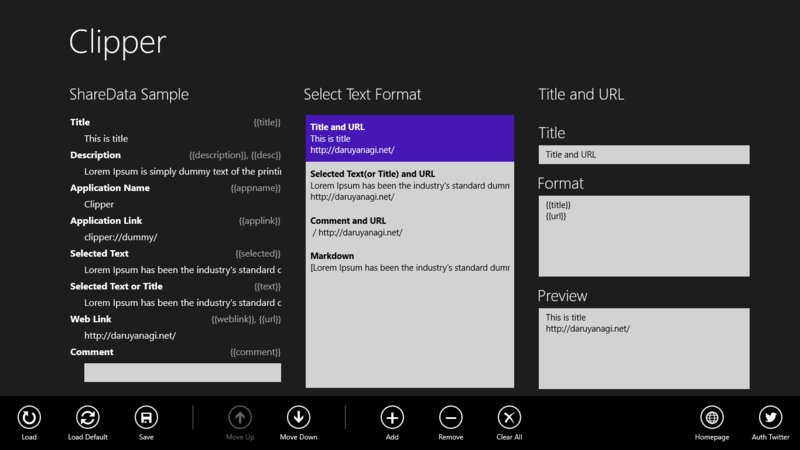 Clipper
ShareData Sample
Title {{title}}
This is title
Description {{description}}, {{desc}}
Lorem Ipsum is simply dummy text of the printi
Application Name {{appname}}
Clipper
Application Link {{applink}}
clipper://dummy/
Selected Text {{selected}}
Lorem Ipsum has been the industry's standard c
Selected Text or Title {{text}}
Lorem Ipsum has been the industry's standard c
Web Link {{weblink}}, {{url}}
http://daruyanagi.net/
Comment {{comment}}
Select Text Format
Title and URL
This is title
http://daruyanagi.net/
Selected Text(or Title) and URL
Lorem Ipsum has been the industry's standard dumn
http://daruyanagi.net/
Comment and URL
/ http://daruyanagi.net/
Markdown
[Lorem Ipsum has been the industry's standard dumr
Title and URL
Title
Title and URL
Format
{{title}}
{{url}}
Preview
This is title
http://daruyanagi.net/
Load
Load Default
Save
Move Up
Move Down
Add
Remove
Clear All
Homepage
Auth Twitter